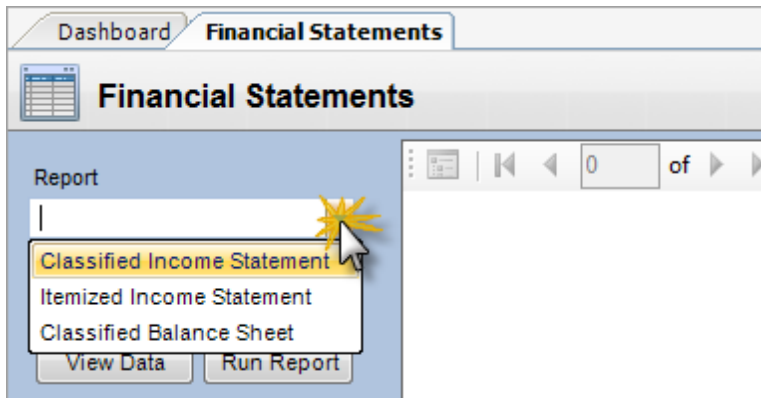 Dashboard Financial Statements
Financial Statements
Report
0 of
Classified Income Statement
Itemized Income Statement
Classified Balance Sheet
View Data Run Report